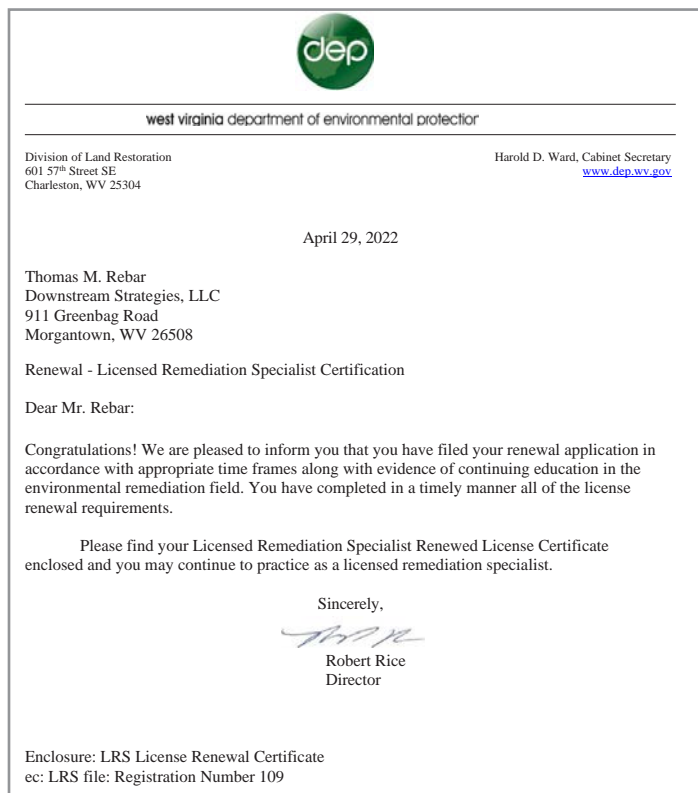 dep
west virginia department of environmental protection
Division of Land Restoration
601 57th Street SE
Charleston, WV 25304
Harold D. Ward, Cabinet Secretary
www.dep.wv.gov
April 29, 2022
Thomas M. Rebar
Downstream Strategies, LLC
911 Greenbag Road
Morgantown, WV 26508
Renewal - Licensed Remediation Specialist Certification
Dear Mr. Rebar:
Congratulations! We are pleased to inform you that you have filed your renewal application in
accordance with appropriate time frames along with evidence of continuing education in the
environmental remediation field. You have completed in a timely manner all of the license
renewal requirements.
Please find your Licensed Remediation Specialist Renewed License Certificate
enclosed and you may continue to practice as a licensed remediation specialist.
Sincerely,
Robert Rice
Director
Enclosure: LRS License Renewal Certificate
ec: LRS file: Registration Number 109